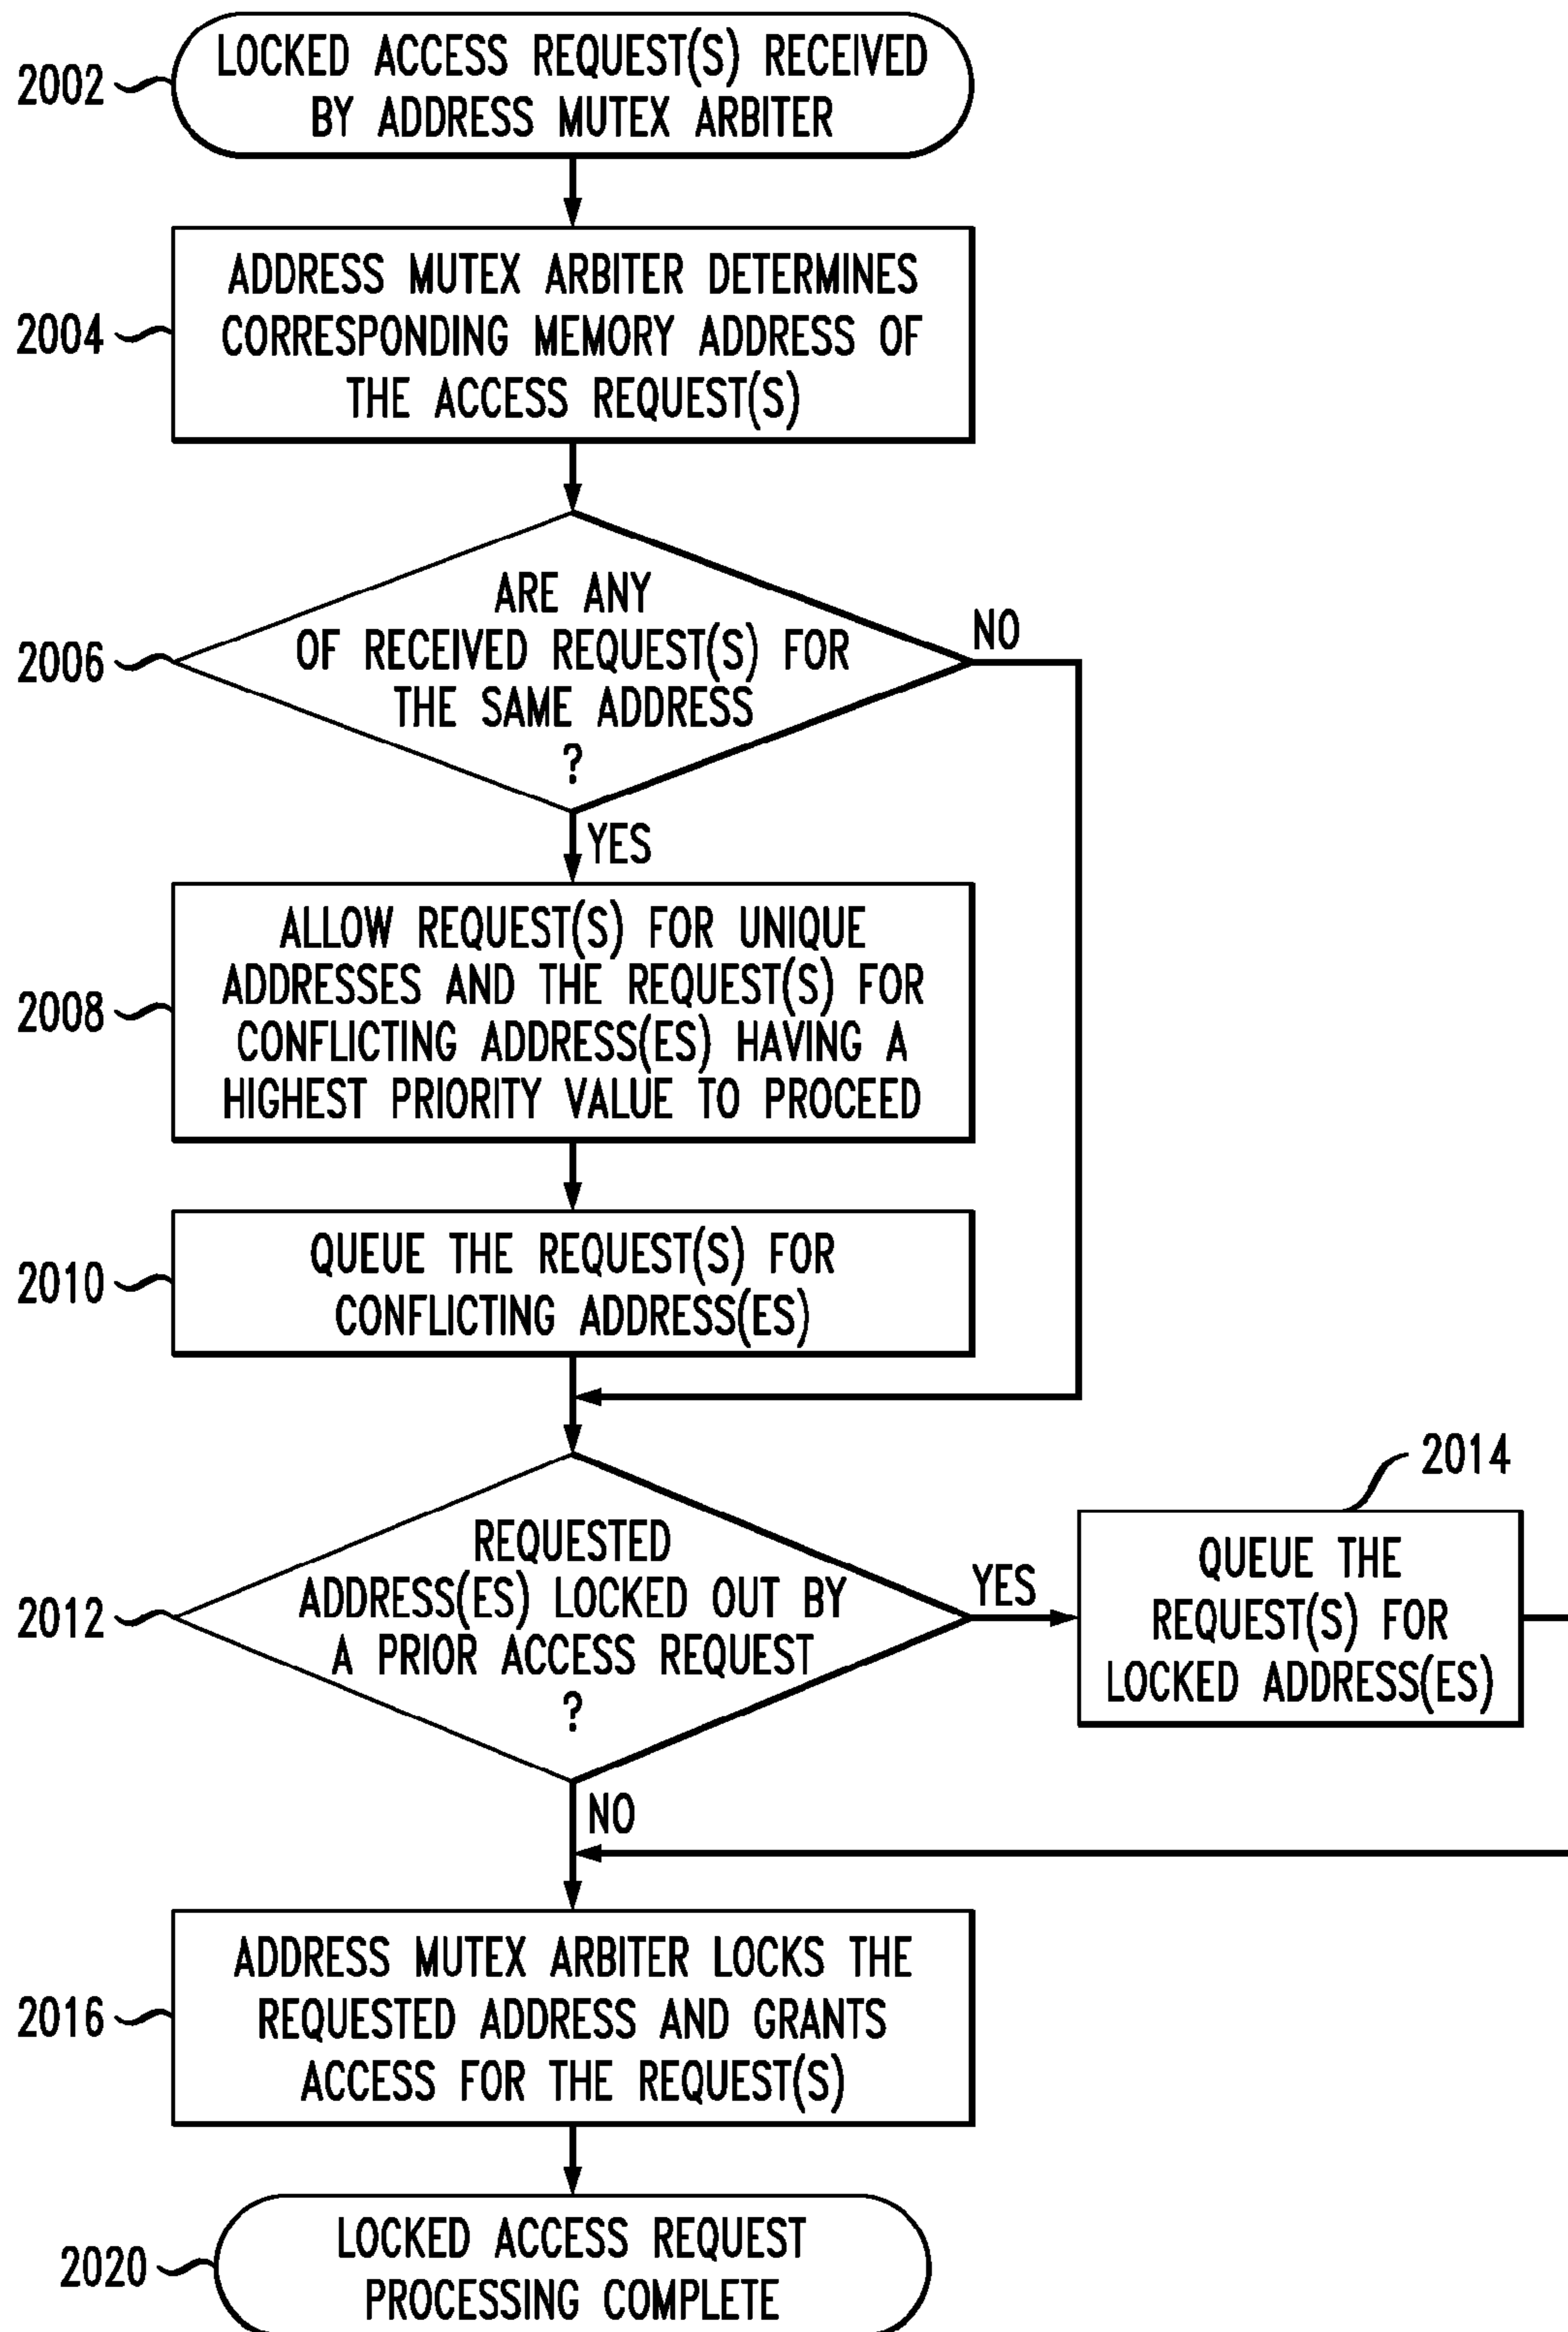 2002
LOCKED ACCESS REQUEST(S) RECEIVED
BY ADDRESS MUTEX ARBITER
2004
ADDRESS MUTEX ARBITER DETERMINES
CORRESPONDING MEMORY ADDRESS OF
THE ACCESS REQUEST(S)
2006
ARE ANY
OF RECEIVED REQUEST(S) FOR
THE SAME ADDRESS
?
NO
YES
2008
ALLOW REQUEST(S) FOR UNIQUE
ADDRESSES AND THE REQUEST(S) FOR
CONFLICTING ADDRESS(ES) HAVING A
HIGHEST PRIORITY VALUE TO PROCEED
2010
QUEUE THE REQUEST(S) FOR
CONFLICTING ADDRESS(ES)
2012
REQUESTED
ADDRESS(ES) LOCKED OUT BY
A PRIOR ACCESS REQUEST
?
YES
2014
QUEUE THE
REQUEST(S) FOR
LOCKED ADDRESS(ES)
NO
2016
ADDRESS MUTEX ARBITER LOCKS THE
REQUESTED ADDRESS AND GRANTS
ACCESS FOR THE REQUEST(S)
2020
LOCKED ACCESS REQUEST
PROCESSING COMPLETE